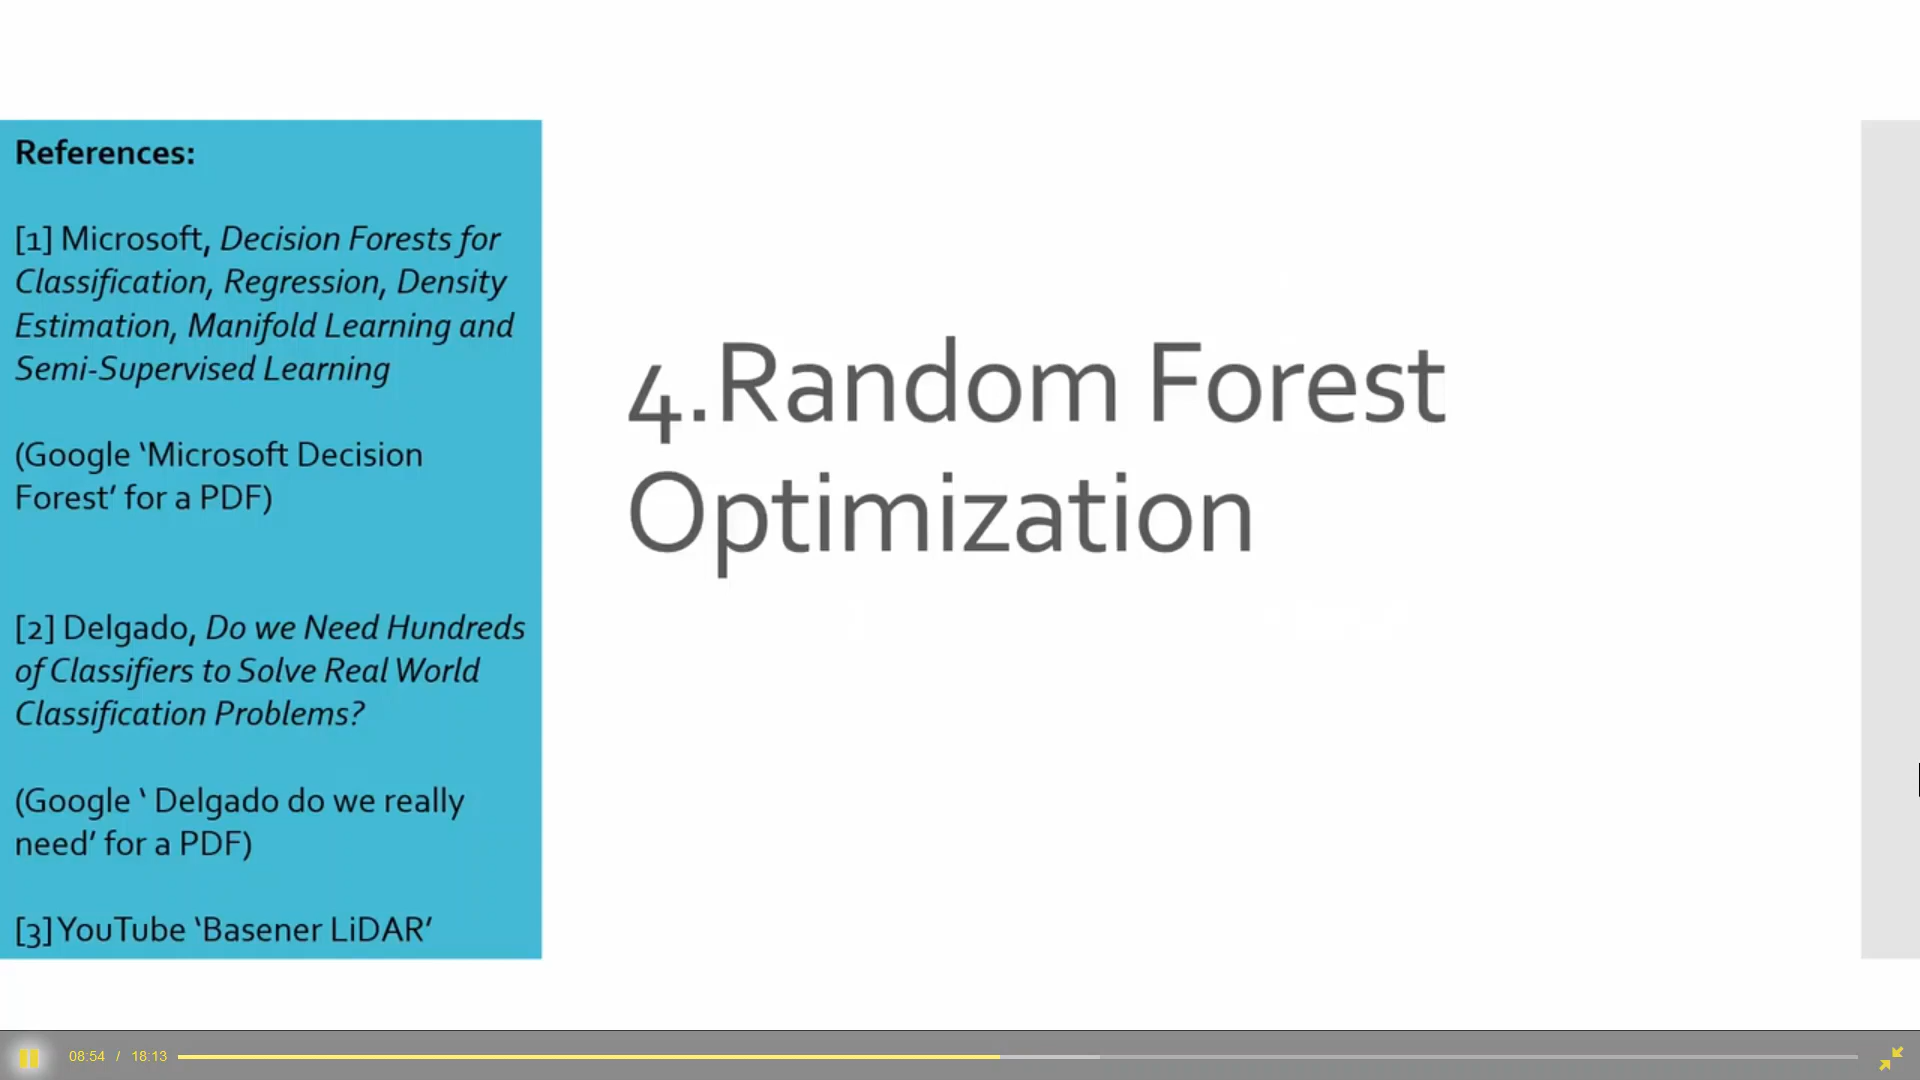 References:
[1] Microsoft, Decision Forests for
Classification, Regression, Density
Estimation, Manifold Learning and
Semi-Supervised Learning
(Google ‘Microsoft Decision
Forest’ for a PDF)
[2] Delgado, Do we Need Hundreds
of Classifiers to Solve Real World
Classification Problems?
(Google ‘ Delgado do we really
need’ for a PDF)
[3] YouTube ‘Basener LiDAR’
4.Random Forest
Optimization
08:54 / 18:13